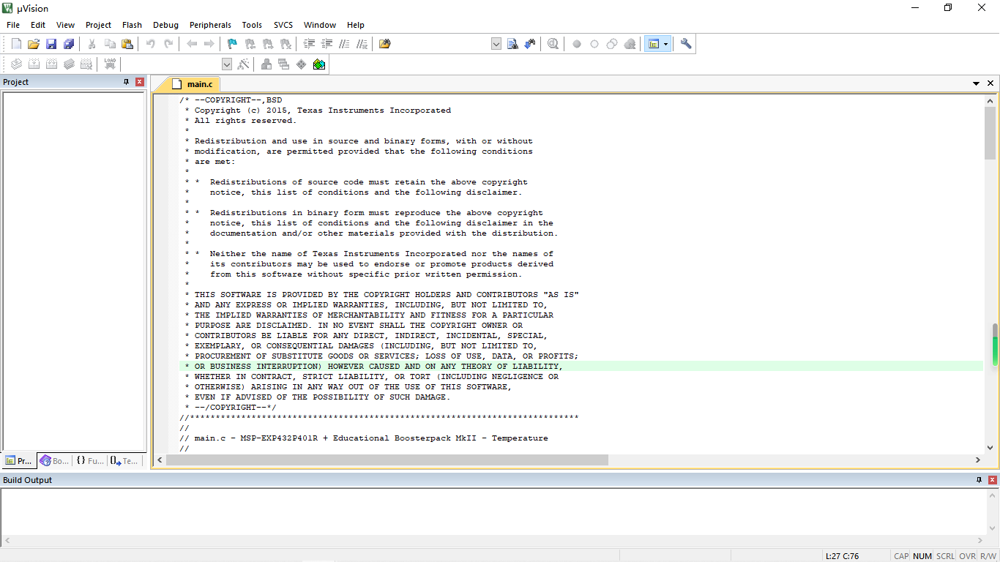 µVision
File Edit View Project Flash Debug Peripherals Tools SVCS Window Help
LOAD
Project
main.c
/* --COPYRIGHT--,BSD
* Copyright (c) 2015, Texas Instruments Incorporated
* All rights reserved.
*
* Redistribution and use in source and binary forms, with or without
* modification, are permitted provided that the following conditions
* are met:
*
* * Redistributions of source code must retain the above copyright
* notice, this list of conditions and the following disclaimer.
*
* * Redistributions in binary form must reproduce the above copyright
* notice, this list of conditions and the following disclaimer in the
* documentation and/or other materials provided with the distribution.
*
* * Neither the name of Texas Instruments Incorporated nor the names of
* its contributors may be used to endorse or promote products derived
* from this software without specific prior written permission.
*
* THIS SOFTWARE IS PROVIDED BY THE COPYRIGHT HOLDERS AND CONTRIBUTORS "AS IS"
* AND ANY EXPRESS OR IMPLIED WARRANTIES, INCLUDING, BUT NOT LIMITED TO,
* THE IMPLIED WARRANTIES OF MERCHANTABILITY AND FITNESS FOR A PARTICULAR
* PURPOSE ARE DISCLAIMED. IN NO EVENT SHALL THE COPYRIGHT OWNER OR
* CONTRIBUTORS BE LIABLE FOR ANY DIRECT, INDIRECT, INCIDENTAL, SPECIAL,
* EXEMPLARY, OR CONSEQUENTIAL DAMAGES (INCLUDING, BUT NOT LIMITED TO,
* PROCUREMENT OF SUBSTITUTE GOODS OR SERVICES; LOSS OF USE, DATA, OR PROFITS;
* OR BUSINESS INTERRUPTION) HOWEVER CAUSED AND ON ANY THEORY OF LIABILITY,
* WHETHER IN CONTRACT, STRICT LIABILITY, OR TORT (INCLUDING NEGLIGENCE OR
* OTHERWISE) ARISING IN ANY WAY OUT OF THE USE OF THIS SOFTWARE,
* EVEN IF ADVISED OF THE POSSIBILITY OF SUCH DAMAGE.
* --/COPYRIGHT--*/
//****************************************************************************
//
// main.c - MSP-EXP432P401R + Educational Boosterpack MkII - Temperature
//
Pr... Bo... {} Fu... Te...
Build Output
L:27 C:76 CAP NUM SCRL OVR R/W